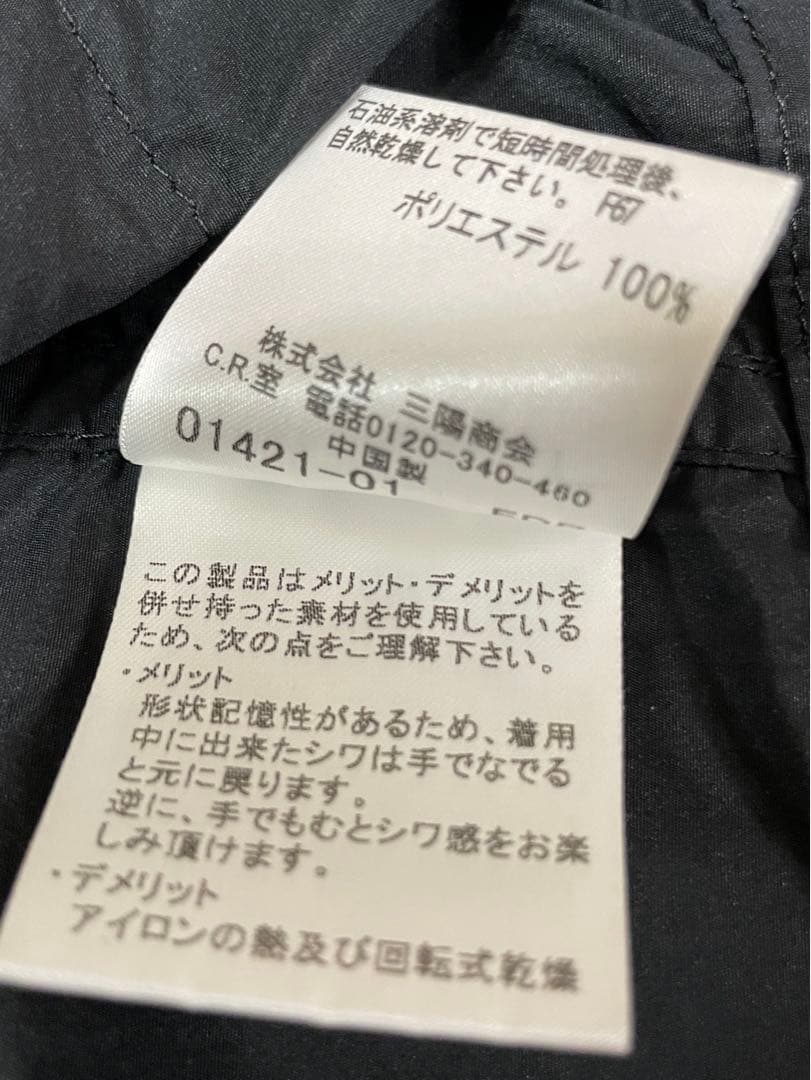 石油系溶剤で短時間処理後、
自然乾燥して下さい。 F67
ポリエステル 100%
株式会社 三陽商会
C.R.室 電話0120-340-460
中国製
01421-01
この製品はメリット・デメリットを
併せ持った素材を使用している
ため、次の点をご理解下さい。
・メリット
形状記憶性があるため、着用
中に出来たシワは手でなでる
と元に戻ります。
逆に、手でもむとシワ感をお楽
しみ頂けます。
・デメリット
アイロンの熱及び回転式乾燥